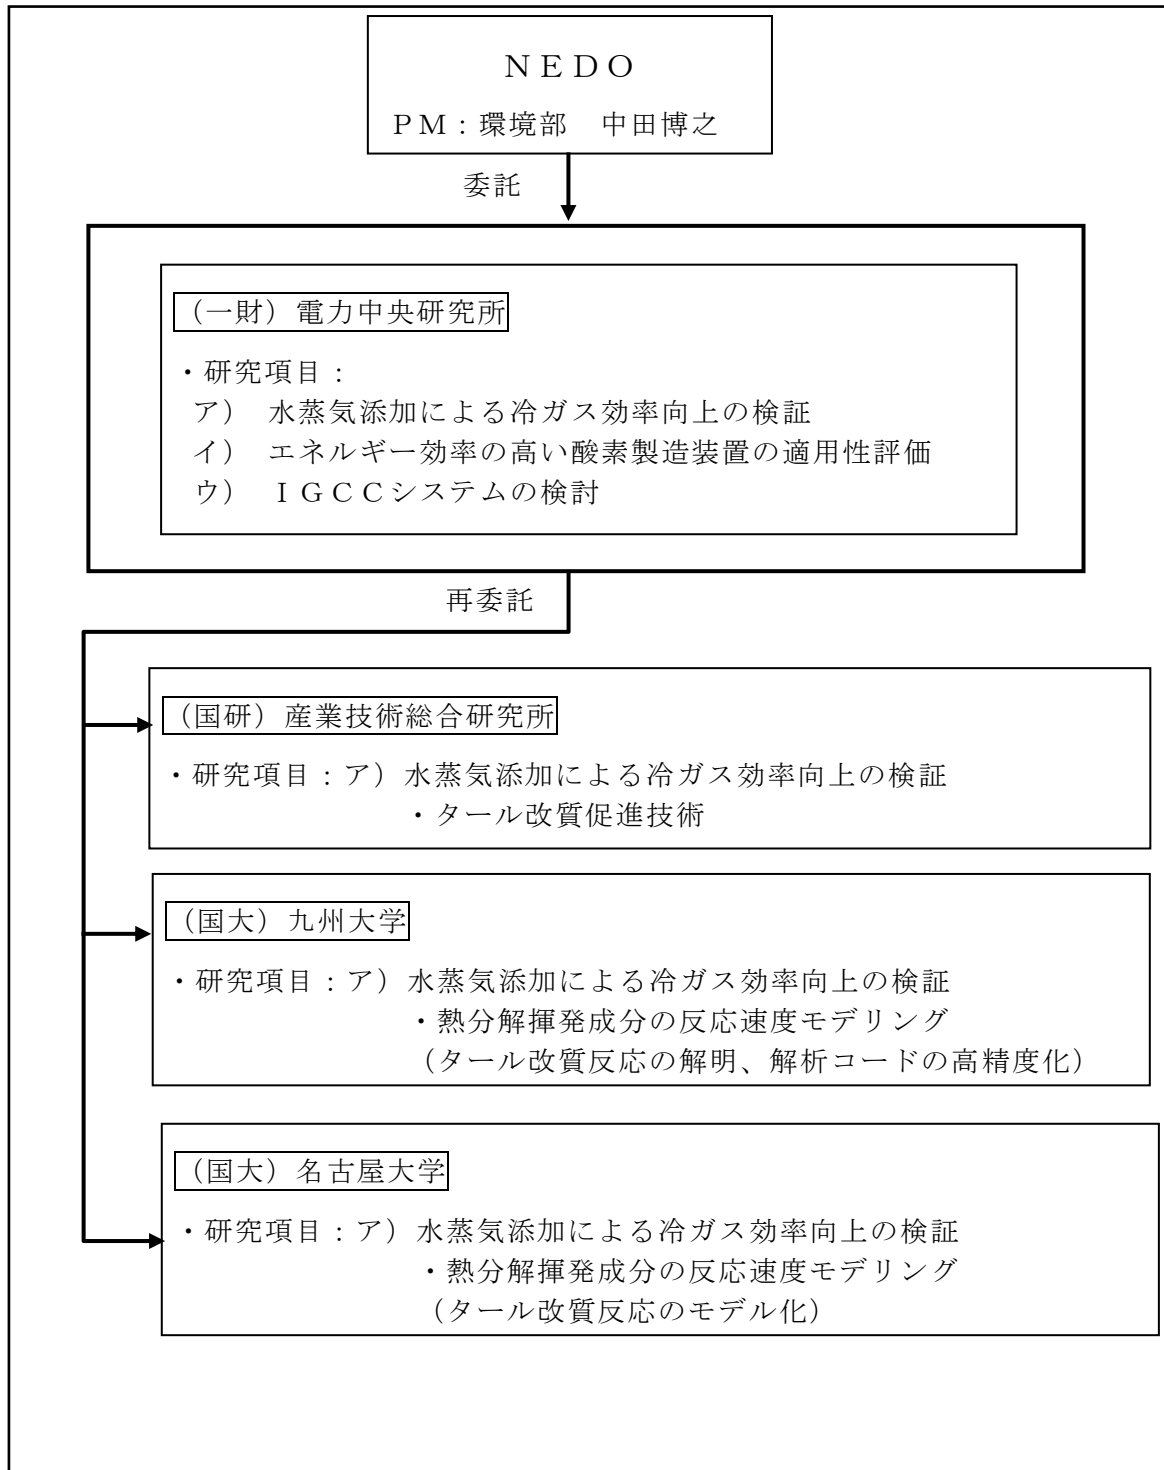 ＮＥＤＯ
ＰＭ：環境部　中田博之
委託
（一財）電力中央研究所
・研究項目：
ア）　水蒸気添加による冷ガス効率向上の検証
イ）　エネルギー効率の高い酸素製造装置の適用性評価
ウ）　ＩＧＣＣシステムの検討
再委託
（国研）産業技術総合研究所
・研究項目：ア）水蒸気添加による冷ガス効率向上の検証
・タール改質促進技術
（国大）九州大学
・研究項目：ア）水蒸気添加による冷ガス効率向上の検証
・熱分解揮発成分の反応速度モデリング
（タール改質反応の解明、解析コードの高精度化）
（国大）名古屋大学
・研究項目：ア）水蒸気添加による冷ガス効率向上の検証
・熱分解揮発成分の反応速度モデリング
（タール改質反応のモデル化）